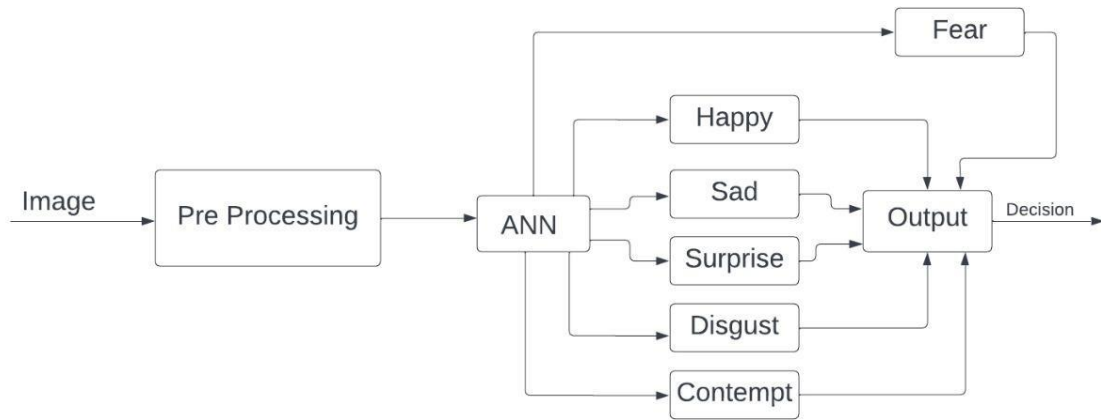 Fear
Happy
Image
Pre Processing
ANN
Sad
Surprise
Output
Decision
Disgust
Contempt